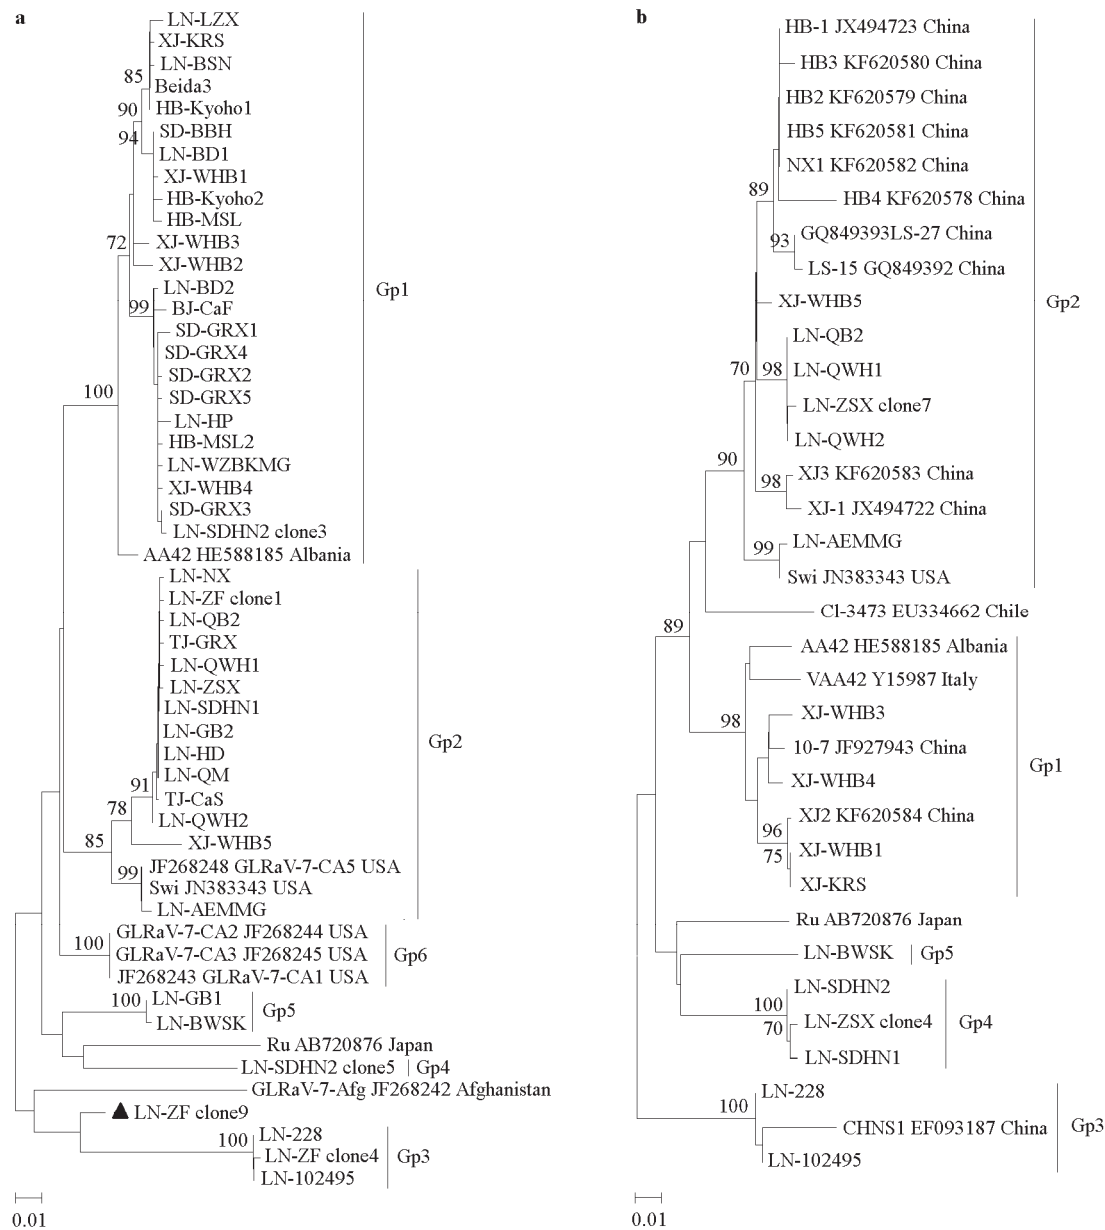 a
LN-LZX
XJ-KRS
LN-BSN
85
Beida3
HB-Kyoho1
90
SD-BBH
94
LN-BD1
XJ-WHB1
HB-Kyoho2
HB-MSL
72
XJ-WHB3
XJ-WHB2
LN-BD2
Gp1
99
BJ-CaF
SD-GRX1
SD-GRX4
SD-GRX2
100
SD-GRX5
LN-HP
HB-MSL2
LN-WZBKMG
XJ-WHB4
SD-GRX3
LN-SDHN2 clone3
AA42 HE588185 Albania
LN-NX
LN-ZF clone1
LN-QB2
TJ-GRX
LN-QWH1
LN-ZSX
LN-SDHN1
LN-GB2
Gp2
LN-HD
LN-QM
91
TJ-CaS
78
LN-QWH2
85
XJ-WHB5
JF268248 GLRaV-7-CA5 USA
99
Swi JN383343 USA
LN-AEMMG
GLRaV-7-CA2 JF268244 USA
100
GLRaV-7-CA3 JF268245 USA
Gp6
JF268243 GLRaV-7-CA1 USA
100
LN-GB1
Gp5
LN-BWSK
Ru AB720876 Japan
LN-SDHN2 clone5
Gp4
GLRaV-7-Afg JF268242 Afghanistan
LN-ZF clone9
100
LN-228
LN-ZF clone4
Gp3
LN-102495
0.01
b
HB-1 JX494723 China
HB3 KF620580 China
HB2 KF620579 China
HB5 KF620581 China
NX1 KF620582 China
89
HB4 KF620578 China
GQ849393LS-27 China
93
LS-15 GQ849392 China
XJ-WHB5
Gp2
LN-QB2
70
98
LN-QWH1
LN-ZSX clone7
LN-QWH2
90
XJ3 KF620583 China
98
XJ-1 JX494722 China
LN-AEMMG
99
Swi JN383343 USA
Cl-3473 EU334662 Chile
89
AA42 HE588185 Albania
VAA42 Y15987 Italy
98
XJ-WHB3
10-7 JF927943 China
Gp1
XJ-WHB4
XJ2 KF620584 China
96
XJ-WHB1
75
XJ-KRS
Ru AB720876 Japan
LN-BWSK
Gp5
LN-SDHN2
100
LN-ZSX clone4
Gp4
70
LN-SDHN1
LN-228
100
CHNS1 EF093187 China
Gp3
LN-102495
0.01